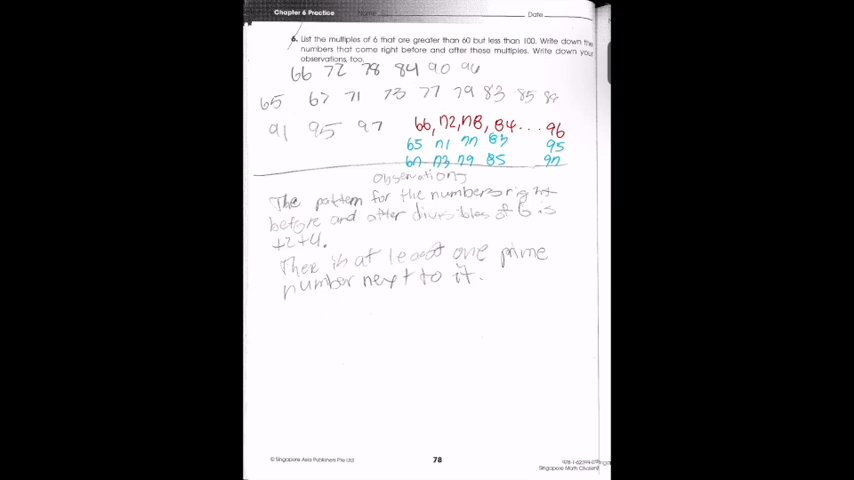 Chapter 6 Practice Name Date
6. List the multiples of 6 that are greater than 60 but less than 100. Write down the
numbers that come right before and after those multiples. Write down your
observations, too.
66 72 78 84 90 96
65 67 71 73 77 79 83 85 89
91 95 97
66, 72, 78, 84... 96
65 71 77 83 95
67 73 79 85 97
Observations
The pattern for the numbers right
before and after divisibles of 6 is
+2+4.
There is at least one prime
number next to it.
© Singapore Asia Publishers Pte Ltd
78
Singapore Math Challenge